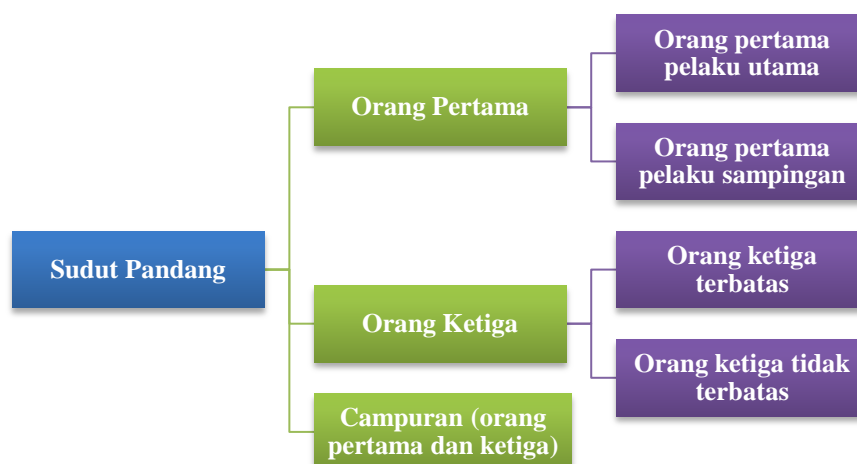 Sudut Pandang
Orang Pertama
Orang pertama
pelaku utama
Orang pertama
pelaku sampingan
Orang Ketiga
Orang ketiga
terbatas
Orang ketiga tidak
terbatas
Campuran (orang
pertama dan ketiga)